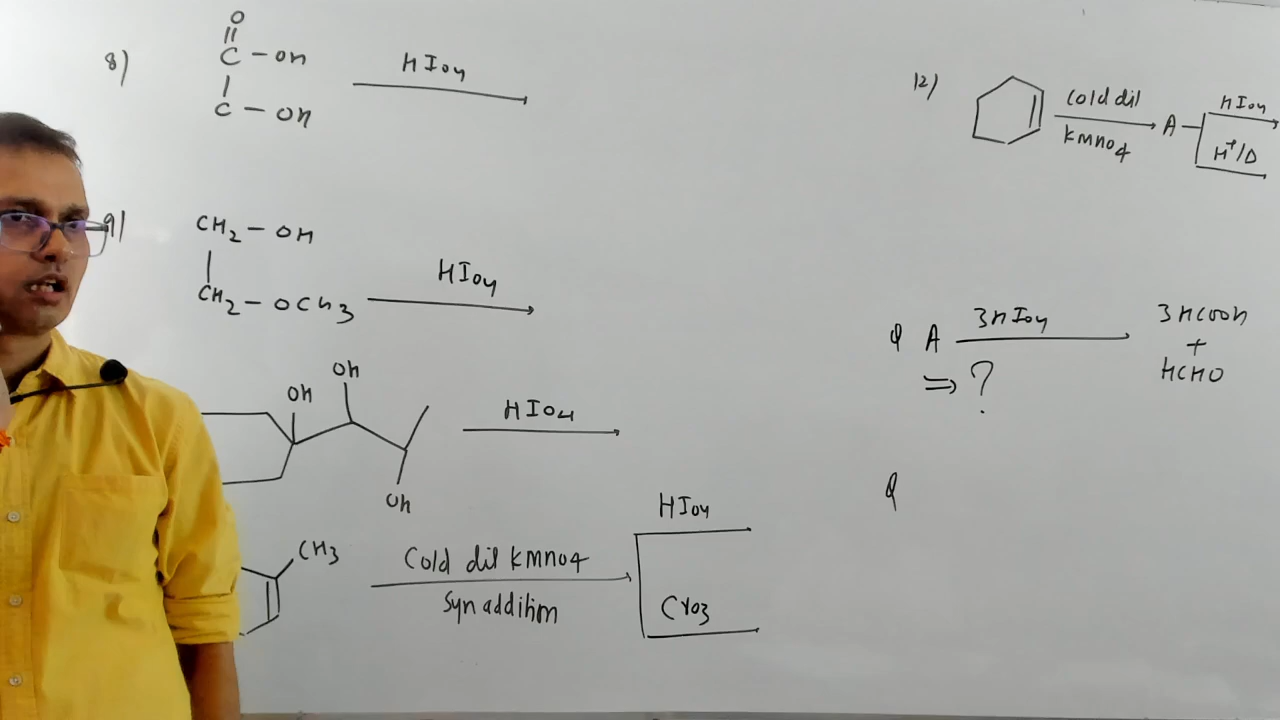 8)
O
C - OH
C - OH
HIO4
9)
CH2 - OH
CH2 - OCH3
HIO4
OH
OH
OH
HIO4
CH3
Cold dil KMnO4
Syn addition
HIO4
CrO3
12)
Cold dil
KMnO4
A
HIO4
H+/Δ
Q A
3HIO4
3HCOOH
+
HCHO
⇒ ?
Q